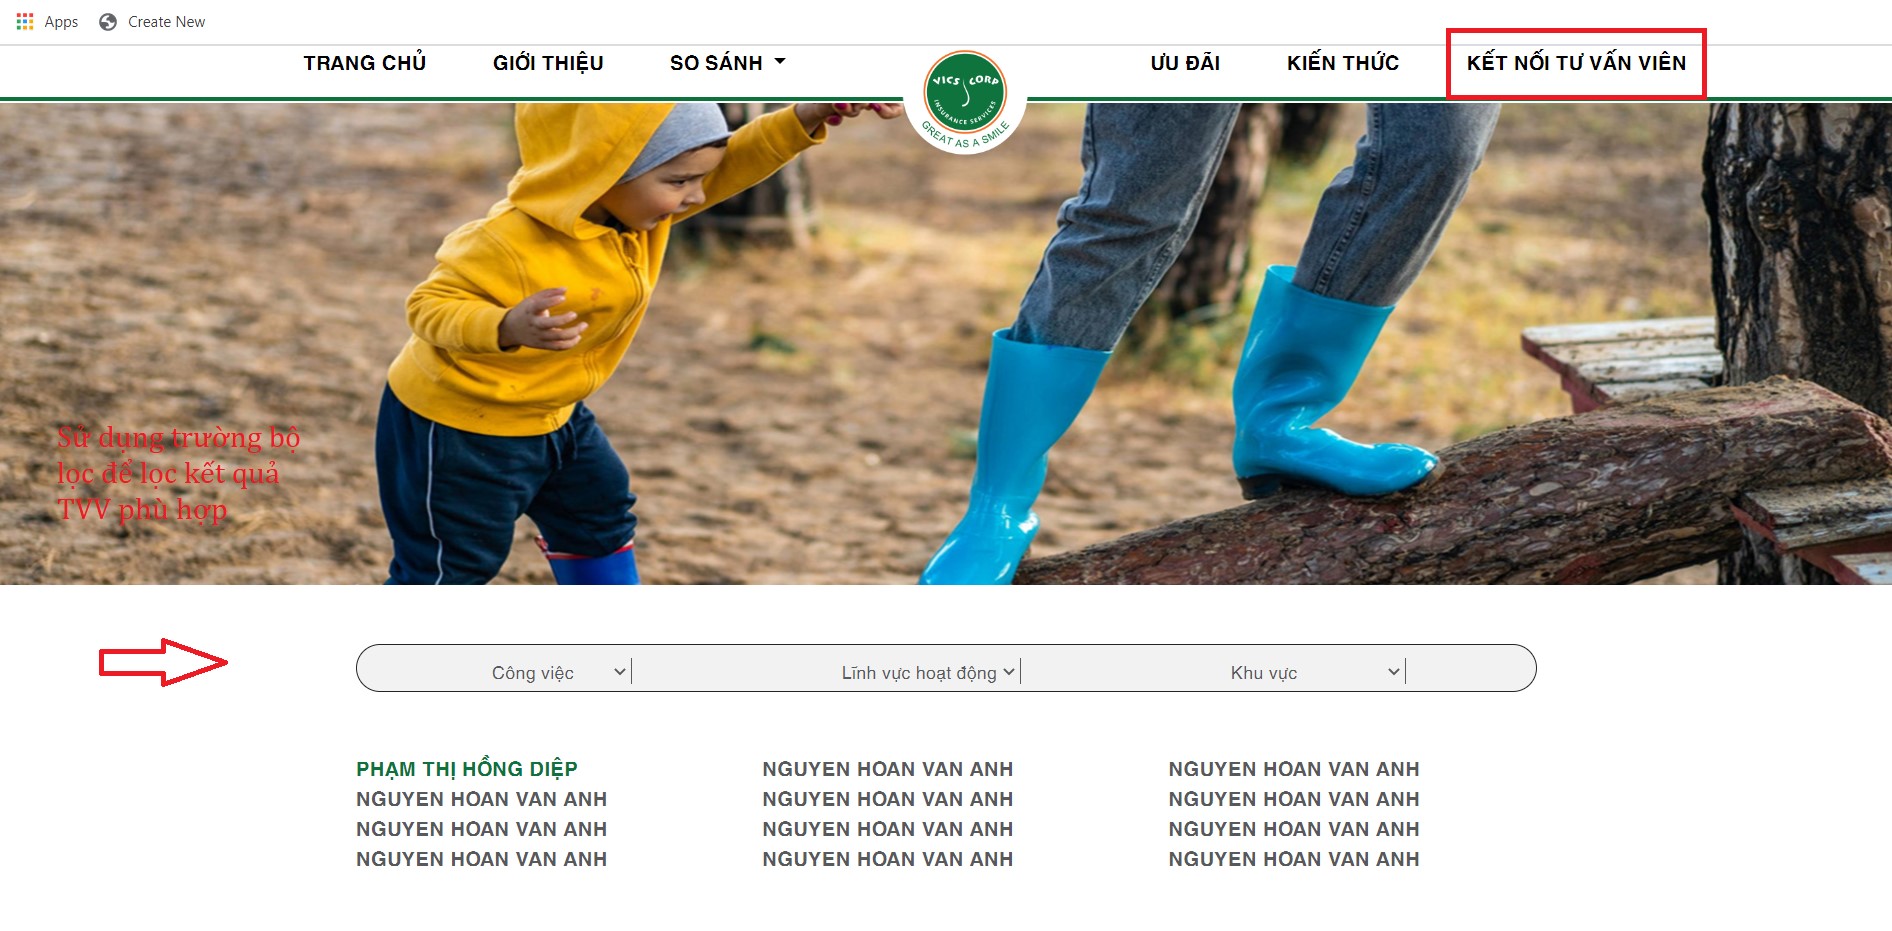 Apps Create New
TRANG CHỦ GIỚI THIỆU SO SÁNH ƯU ĐÃI KIẾN THỨC KẾT NỐI TƯ VẤN VIÊN
VICS CORP
INSURANCE SERVICES
GREAT AS A SMILE
Sử dụng trường bộ
lọc để lọc kết quả
TVV phù hợp
Công việc Lĩnh vực hoạt động Khu vực
PHẠM THỊ HỒNG DIỆP NGUYEN HOAN VAN ANH NGUYEN HOAN VAN ANH
NGUYEN HOAN VAN ANH NGUYEN HOAN VAN ANH NGUYEN HOAN VAN ANH
NGUYEN HOAN VAN ANH NGUYEN HOAN VAN ANH NGUYEN HOAN VAN ANH
NGUYEN HOAN VAN ANH NGUYEN HOAN VAN ANH NGUYEN HOAN VAN ANH